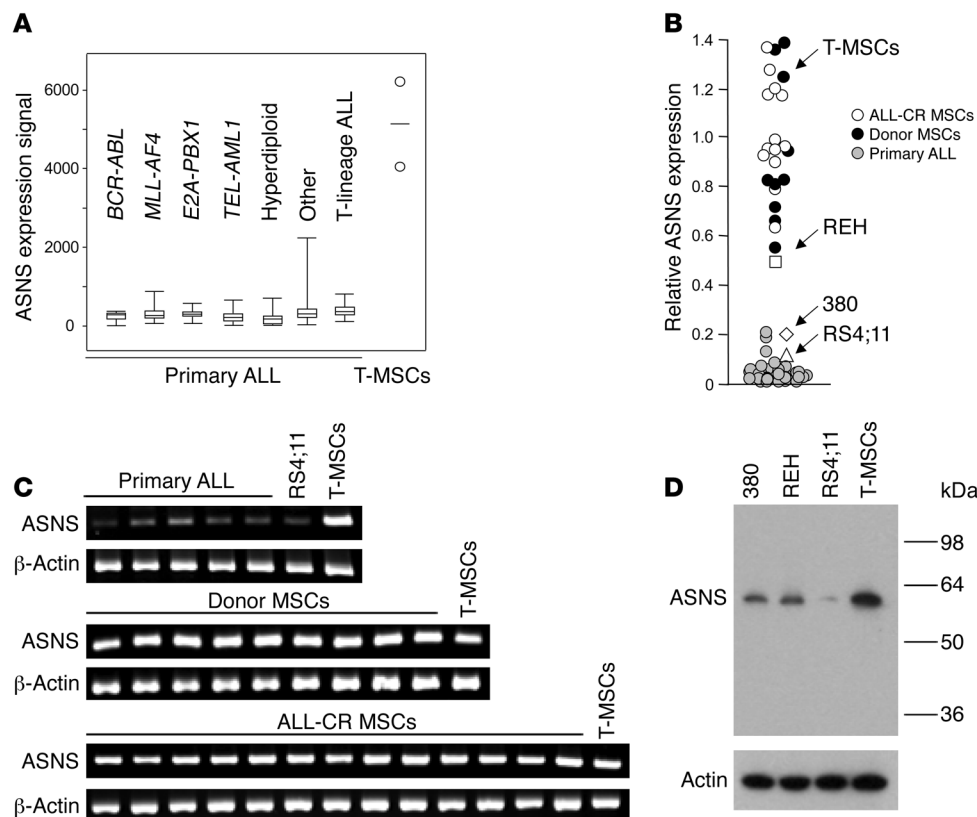 A
ASNS expression signal
6000
4000
2000
0
BCR-ABL
MLL-AF4
E2A-PBX1
TEL-AML1
Hyperdiploid
Other
T-lineage ALL
Primary ALL
T-MSCs
B
Relative ASNS expression
1.4
1.2
1.0
0.8
0.6
0.4
0.2
0
T-MSCs
ALL-CR MSCs
Donor MSCs
Primary ALL
REH
380
RS4;11
C
Primary ALL
RS4;11
T-MSCs
ASNS
β-Actin
Donor MSCs
T-MSCs
ASNS
β-Actin
ALL-CR MSCs
T-MSCs
ASNS
β-Actin
D
380
REH
RS4;11
T-MSCs
kDa
98
64
50
36
ASNS
Actin